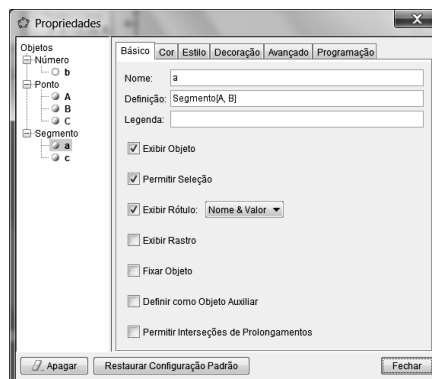 Propriedades
X
Objetos
Número
b
Ponto
A
B
C
Segmento
a
c
Básico Cor Estilo Decoração Avançado Programação
Nome: a
Definição: Segmento[A, B]
Legenda:
Exibir Objeto
Permitir Seleção
Exibir Rótulo: Nome & Valor
Exibir Rastro
Fixar Objeto
Definir como Objeto Auxiliar
Permitir Interseções de Prolongamentos
Apagar Restaurar Configuração Padrão Fechar